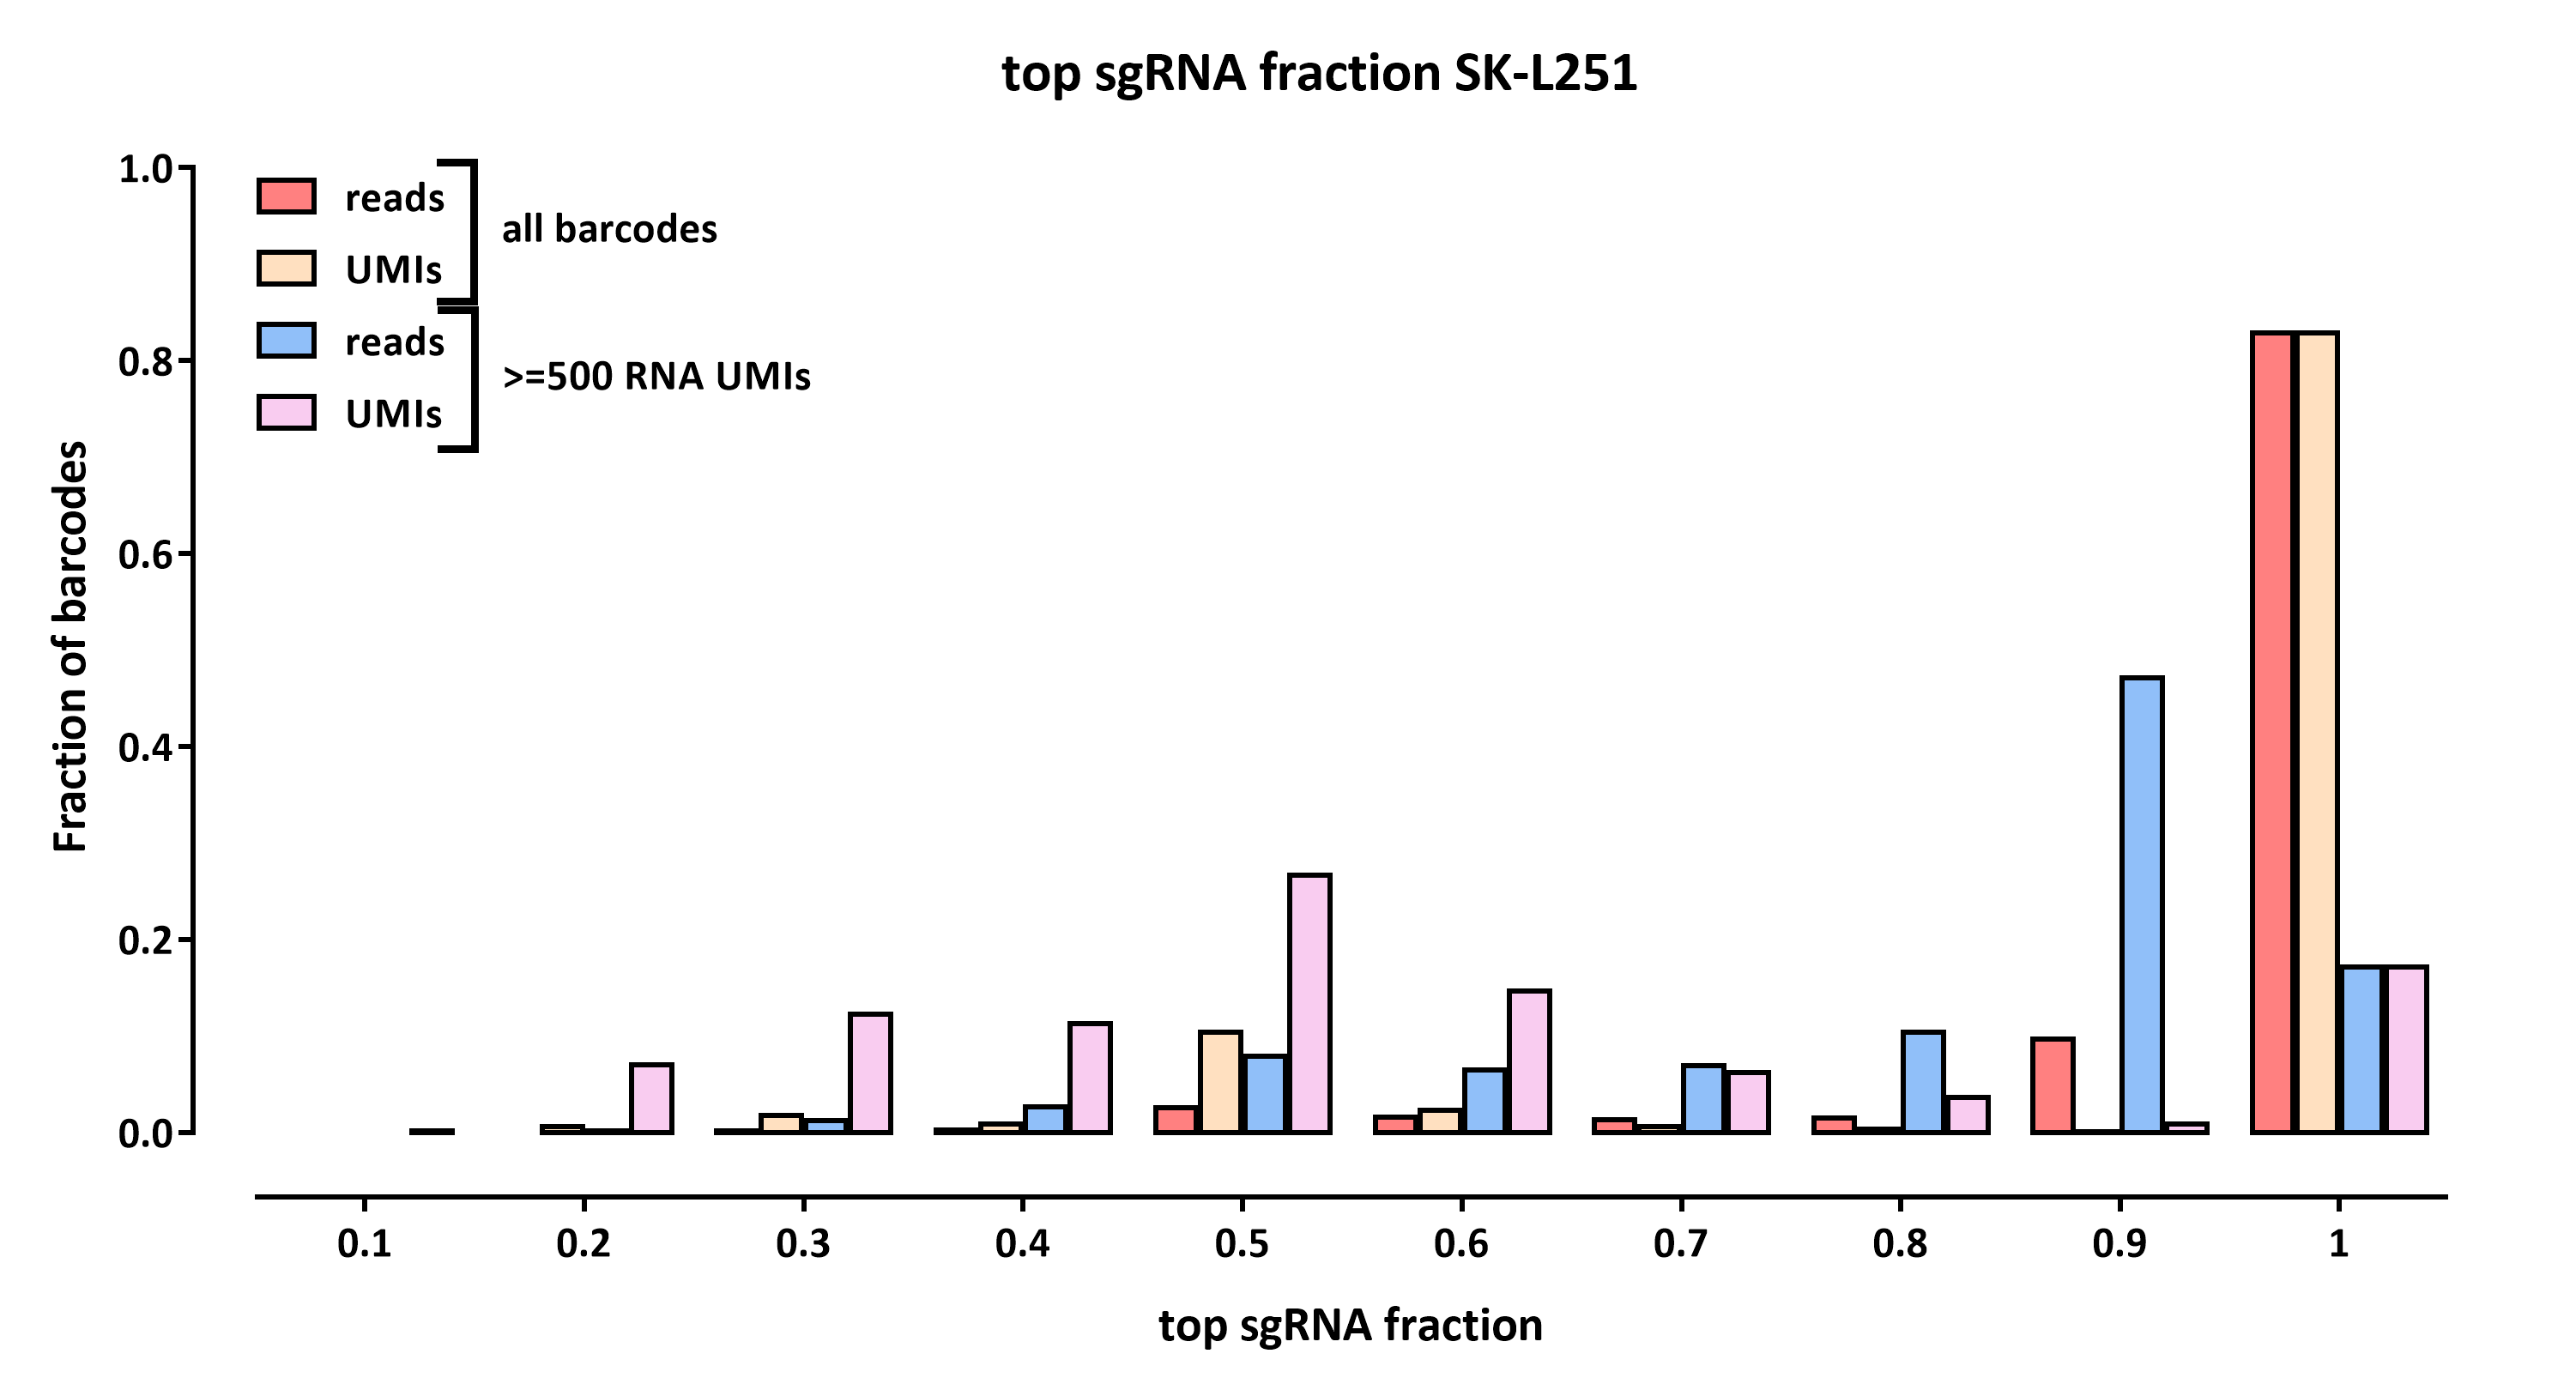 top sgRNA fraction SK-L251
1.0
0.8
0.6
0.4
0.2
0.0
Fraction of barcodes
reads
UMIs
all barcodes
reads
UMIs
>=500 RNA UMIs
0.1 0.2 0.3 0.4 0.5 0.6 0.7 0.8 0.9 1
top sgRNA fraction